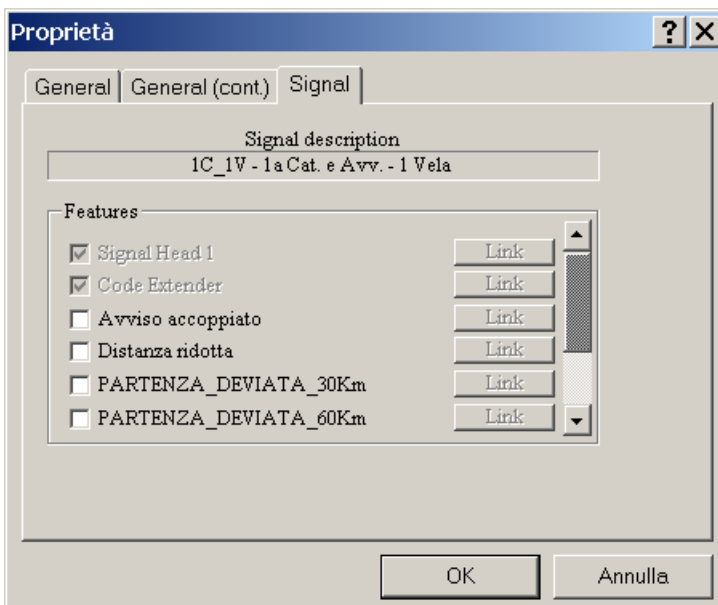 Proprietà
General General (cont.) Signal
Signal description
1C_1V - 1a Cat. e Avv. - 1 Vela
Features
Signal Head 1 Link
Code Extender Link
Avviso accoppiato Link
Distanza ridotta Link
PARTENZA_DEVIATA_30Km Link
PARTENZA_DEVIATA_60Km Link
OK Annulla